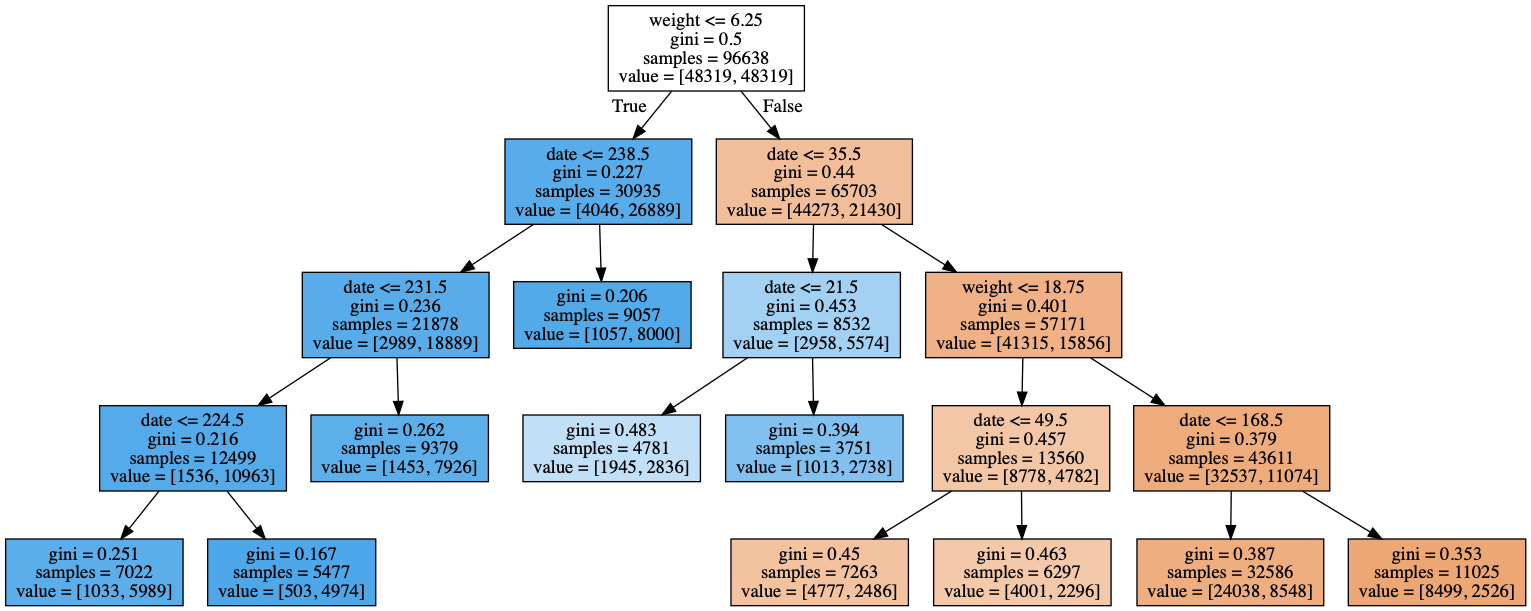 weight <= 6.25
gini = 0.5
samples = 96638
value = [48319, 48319]
True
False
date <= 238.5
gini = 0.227
samples = 30935
value = [4046, 26889]
date <= 35.5
gini = 0.44
samples = 65703
value = [44273, 21430]
date <= 231.5
gini = 0.236
samples = 21878
value = [2989, 18889]
gini = 0.206
samples = 9057
value = [1057, 8000]
date <= 21.5
gini = 0.453
samples = 8532
value = [2958, 5574]
weight <= 18.75
gini = 0.401
samples = 57171
value = [41315, 15856]
date <= 224.5
gini = 0.216
samples = 12499
value = [1536, 10963]
gini = 0.262
samples = 9379
value = [1453, 7926]
gini = 0.483
samples = 4781
value = [1945, 2836]
gini = 0.394
samples = 3751
value = [1013, 2738]
date <= 49.5
gini = 0.457
samples = 13560
value = [8778, 4782]
date <= 168.5
gini = 0.379
samples = 43611
value = [32537, 11074]
gini = 0.251
samples = 7022
value = [1033, 5989]
gini = 0.167
samples = 5477
value = [503, 4974]
gini = 0.45
samples = 7263
value = [4777, 2486]
gini = 0.463
samples = 6297
value = [4001, 2296]
gini = 0.387
samples = 32586
value = [24038, 8548]
gini = 0.353
samples = 11025
value = [8499, 2526]